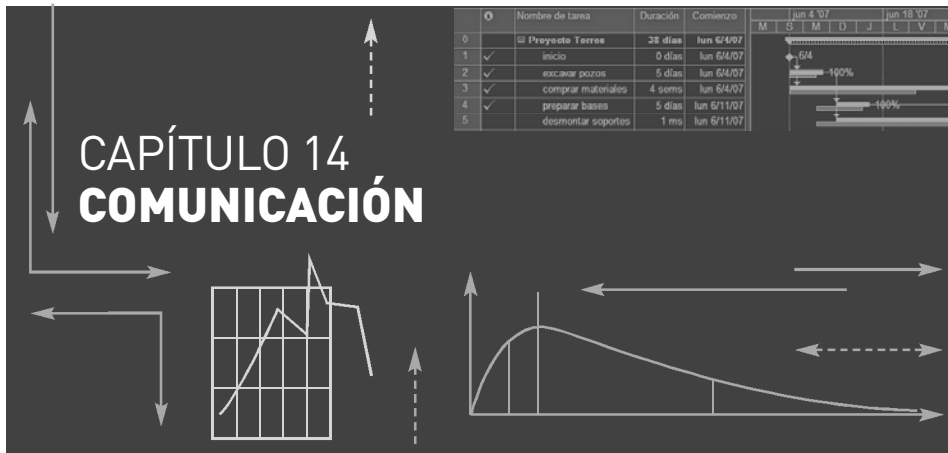 Nombre de tarea Duración Comienzo jun 4 '07 jun 18 '07
M S M D J L V M
0 Proyecto Torres 38 días lun 6/4/07
1 inicio 0 días lun 6/4/07 6/4
2 excavar pozos 5 días lun 6/4/07 100%
3 comprar materiales 4 sems lun 6/4/07
4 preparar bases 5 días lun 6/11/07 100%
5 desmontar soportes 1 ms lun 6/11/07
CAPÍTULO 14
COMUNICACIÓN